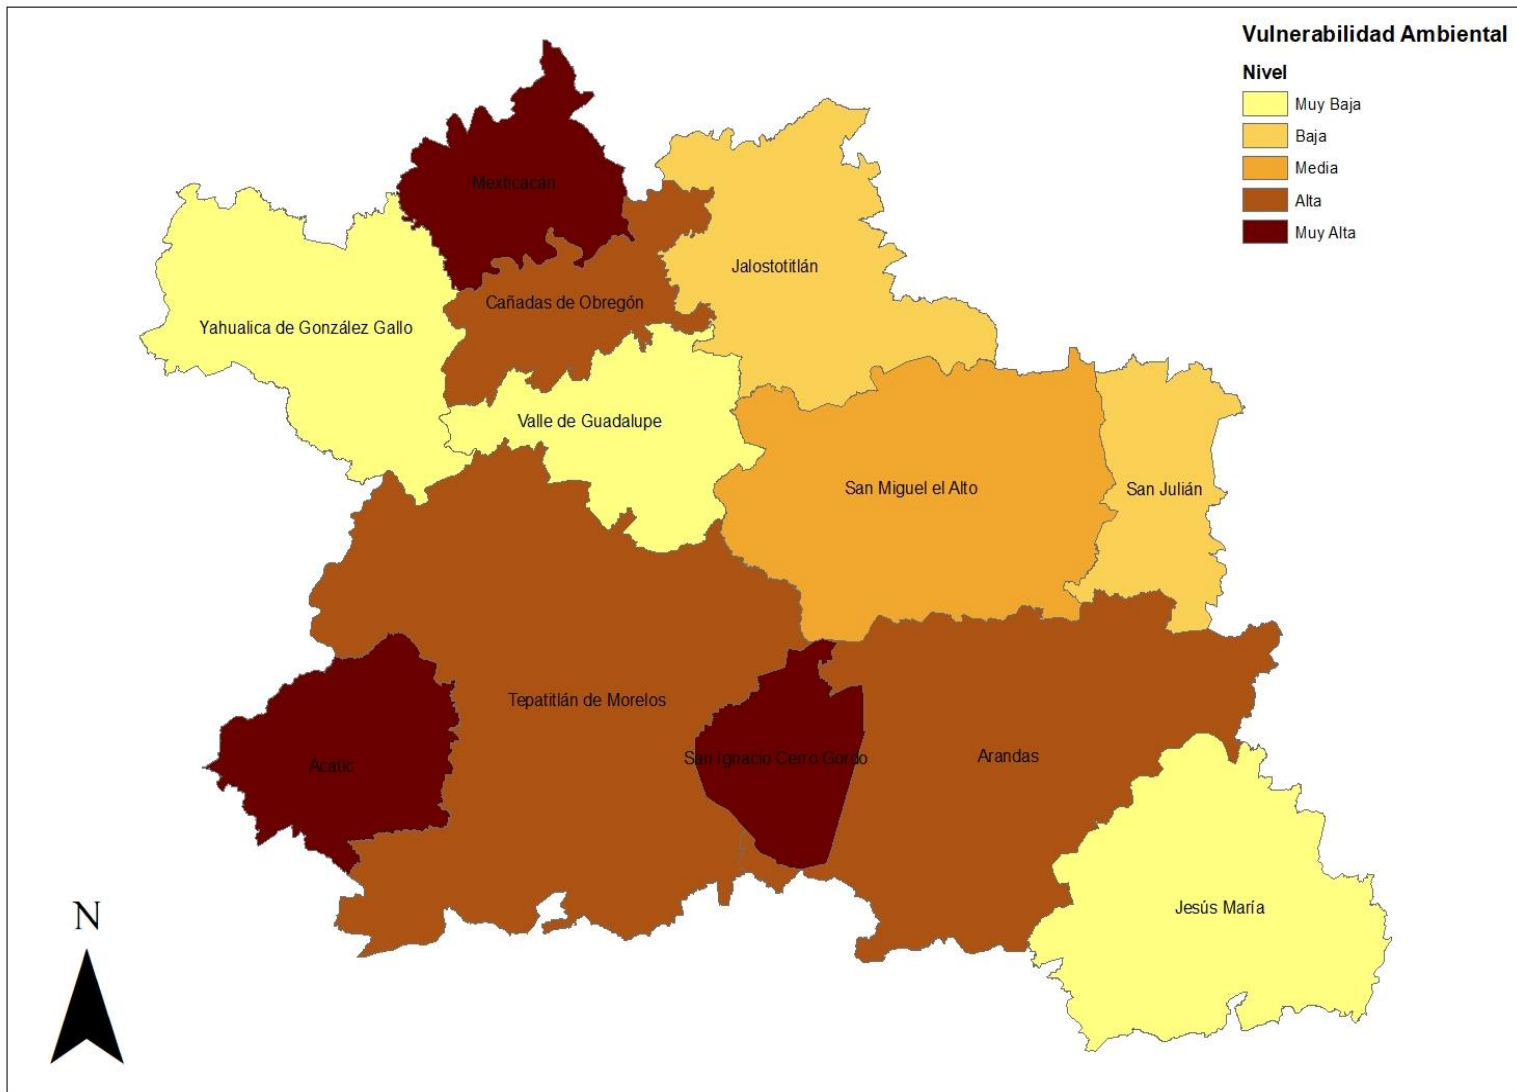 Vulnerabilidad Ambiental
Nivel
Muy Baja
Baja
Media
Alta
Muy Alta
Mexticacán
Jalostotitlán
Cañadas de Obregón
Yahualica de González Gallo
Valle de Guadalupe
San Miguel el Alto
San Julián
Tepatitlán de Morelos
San Ignacio Cerro Gordo
Arandas
Acatic
Jesús María
N